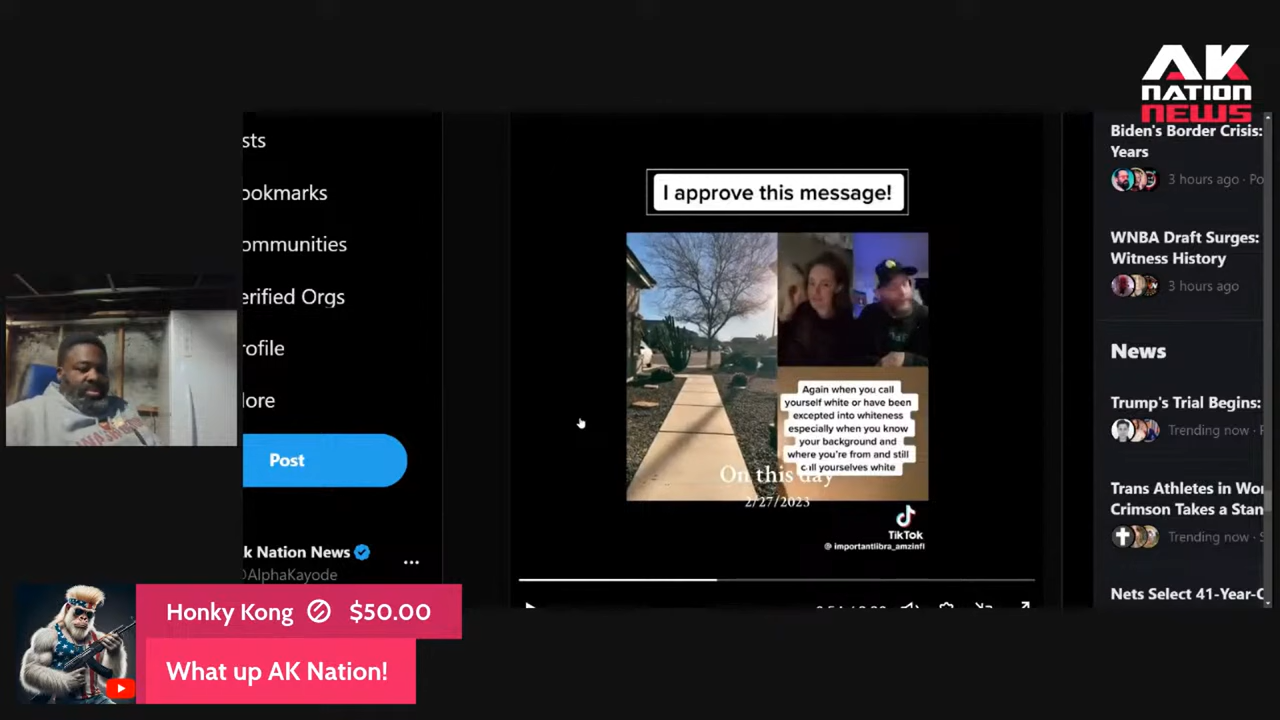 AK
NATION
NEWS
sts
ookmarks
ommunities
erified Orgs
rofile
ore
Post
k Nation News
@AlphaKayode
I approve this message!
Again when you call
yourself white or have been
excepted into whiteness
especially when you know
your background and
where you're from and still
call yourselves white
On this day
2/27/2023
TikTok
@ importantlibra_amzinfl
Biden's Border Crisis:
Years
3 hours ago · Po
WNBA Draft Surges:
Witness History
3 hours ago
News
Trump's Trial Begins:
Trending now ·
Trans Athletes in Wo
Crimson Takes a Stan
Trending now ·
Nets Select 41-Year-O
Honky Kong $50.00
What up AK Nation!